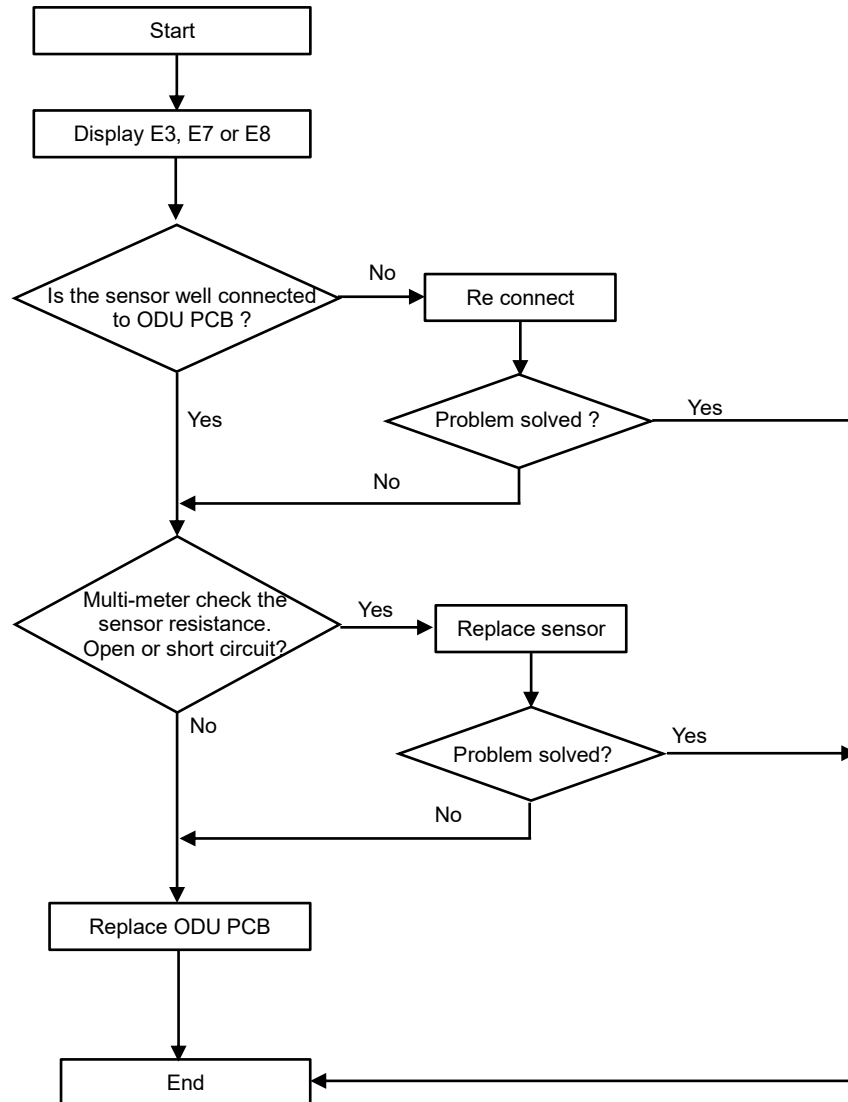 Start
Display E3, E7 or E8
Is the sensor well connected
to ODU PCB ?
No
Re connect
Yes
Problem solved ?
Yes
No
Multi-meter check the
sensor resistance.
Open or short circuit?
Yes
Replace sensor
No
Problem solved?
Yes
No
Replace ODU PCB
End